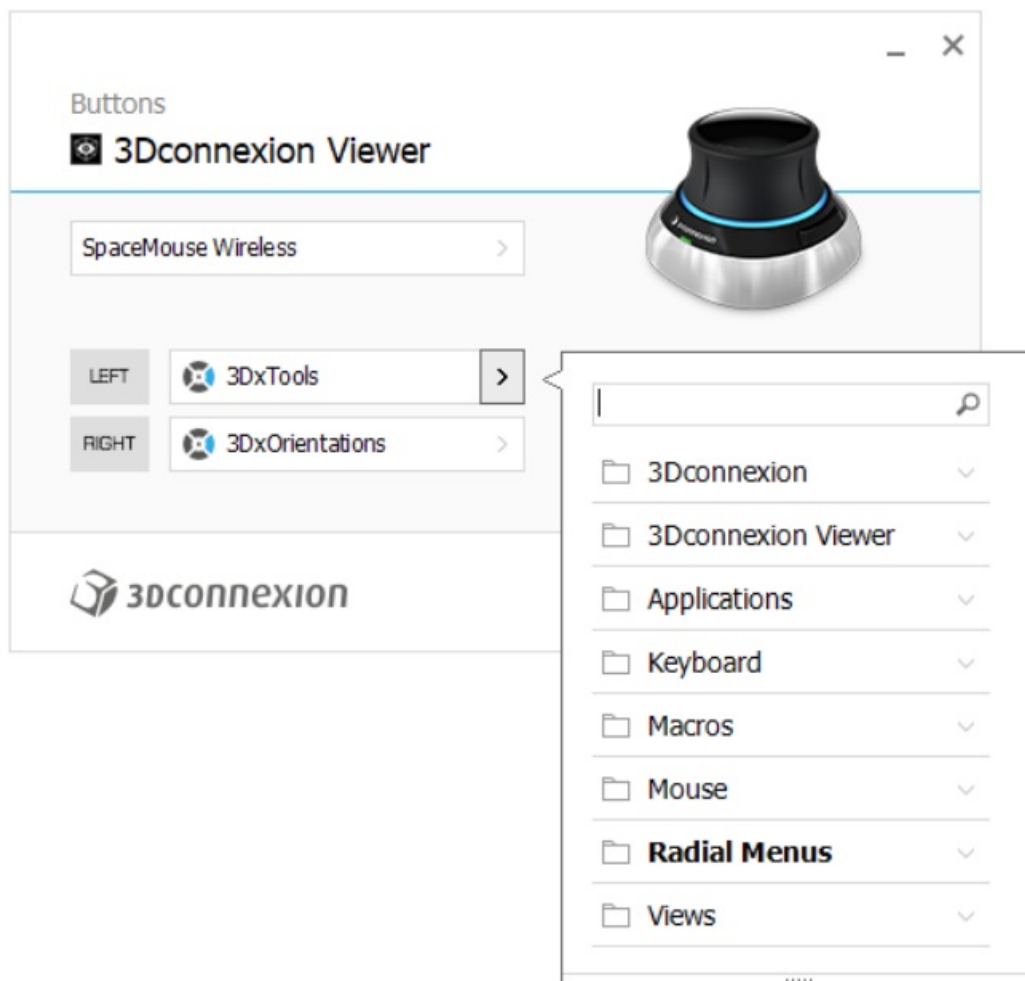 Buttons
3Dconnexion Viewer
SpaceMouse Wireless
LEFT
3DxTools
RIGHT
3DxOrientations
3Dconnexion
3Dconnexion
3Dconnexion Viewer
Applications
Keyboard
Macros
Mouse
Radial Menus
Views
3Dconnexion